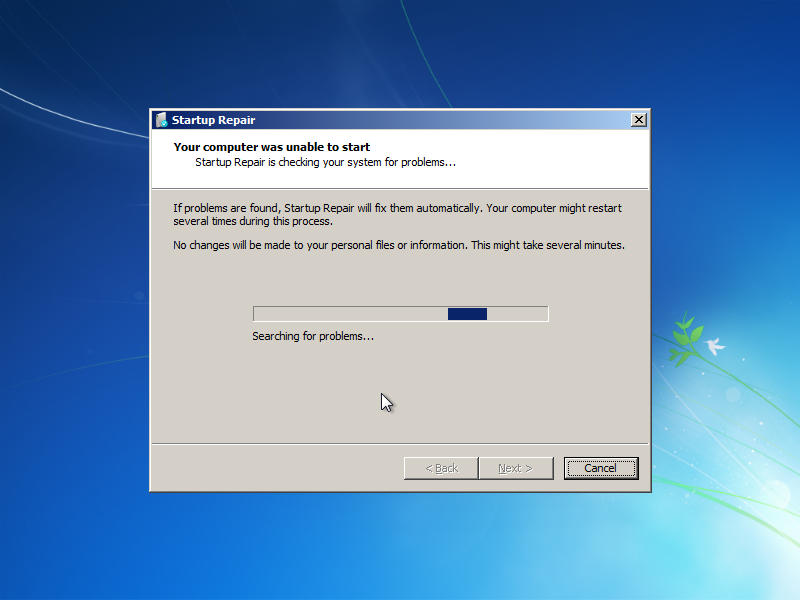 Startup Repair
Your computer was unable to start
Startup Repair is checking your system for problems...
If problems are found, Startup Repair will fix them automatically. Your computer might restart
several times during this process.
No changes will be made to your personal files or information. This might take several minutes.
Searching for problems...
< Back
Next >
Cancel